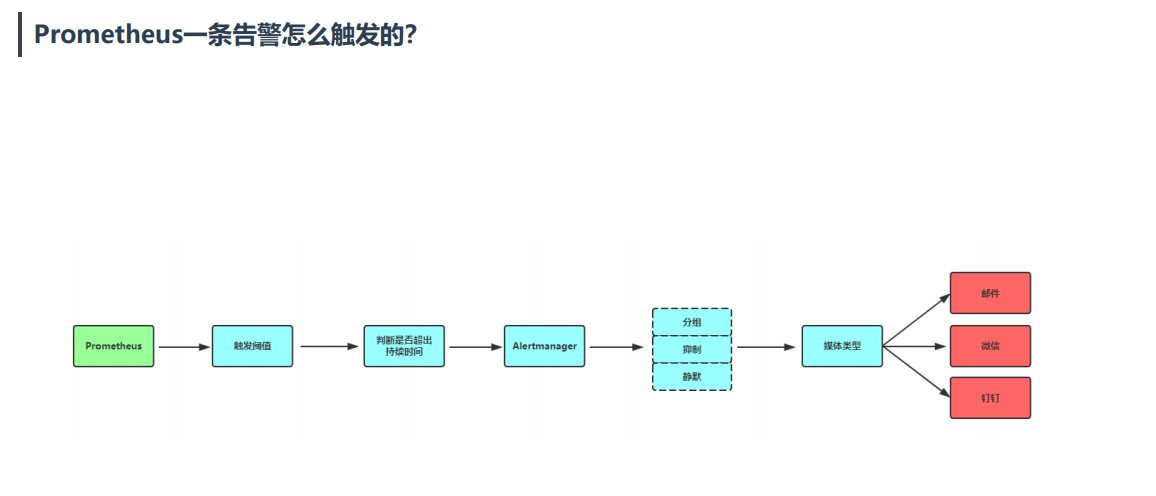 Prometheus一条告警怎么触发的?
Prometheus
触发阀值
判断是否超出
持续时间
Alertmanager
分组
抑制
静默
媒体类型
邮件
微信
钉钉